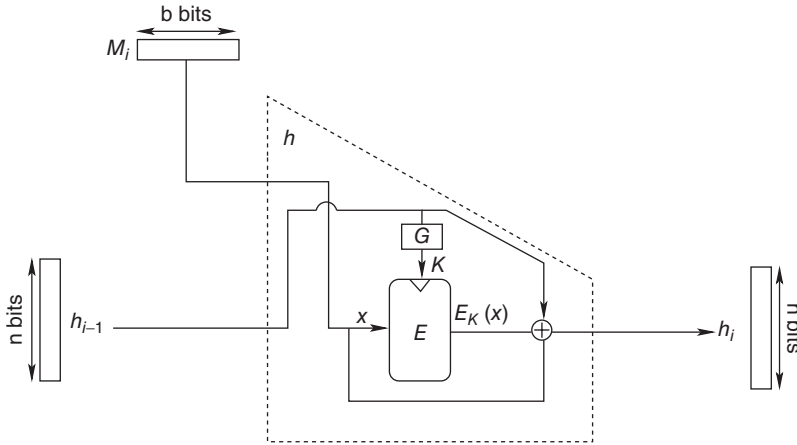 b bits
M_i
h
G
K
n bits
h_{i–1}
x
E
E_K (x)
+
h_i
n bits